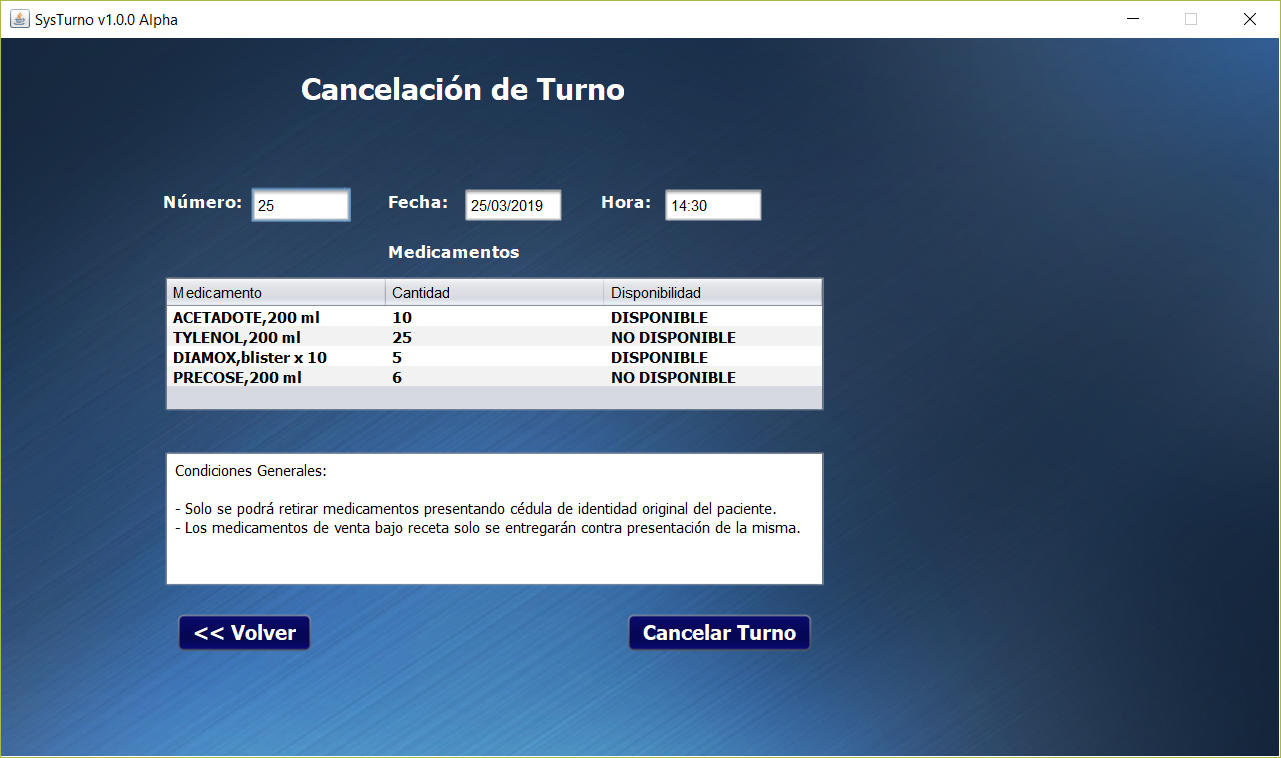 SysTurno v1.0.0 Alpha
Cancelación de Turno
Número: 25 Fecha: 25/03/2019 Hora: 14:30
Medicamentos
Medicamento Cantidad Disponibilidad
ACETADOTE,200 ml 10 DISPONIBLE
TYLENOL,200 ml 25 NO DISPONIBLE
DIAMOX,blister x 10 5 DISPONIBLE
PRECOSE,200 ml 6 NO DISPONIBLE
Condiciones Generales:
- Solo se podrá retirar medicamentos presentando cédula de identidad original del paciente.
- Los medicamentos de venta bajo receta solo se entregarán contra presentación de la misma.
<< Volver Cancelar Turno